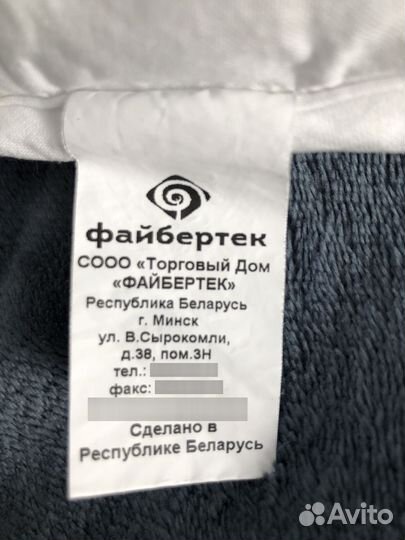 файбертек
СООО «Торговый Дом
«ФАЙБЕРТЕК»
Республика Беларусь
г. Минск
ул. В.Сырокомли,
д.38, пом.3Н
тел.:
факс:
Сделано в
Республике Беларусь
Avito